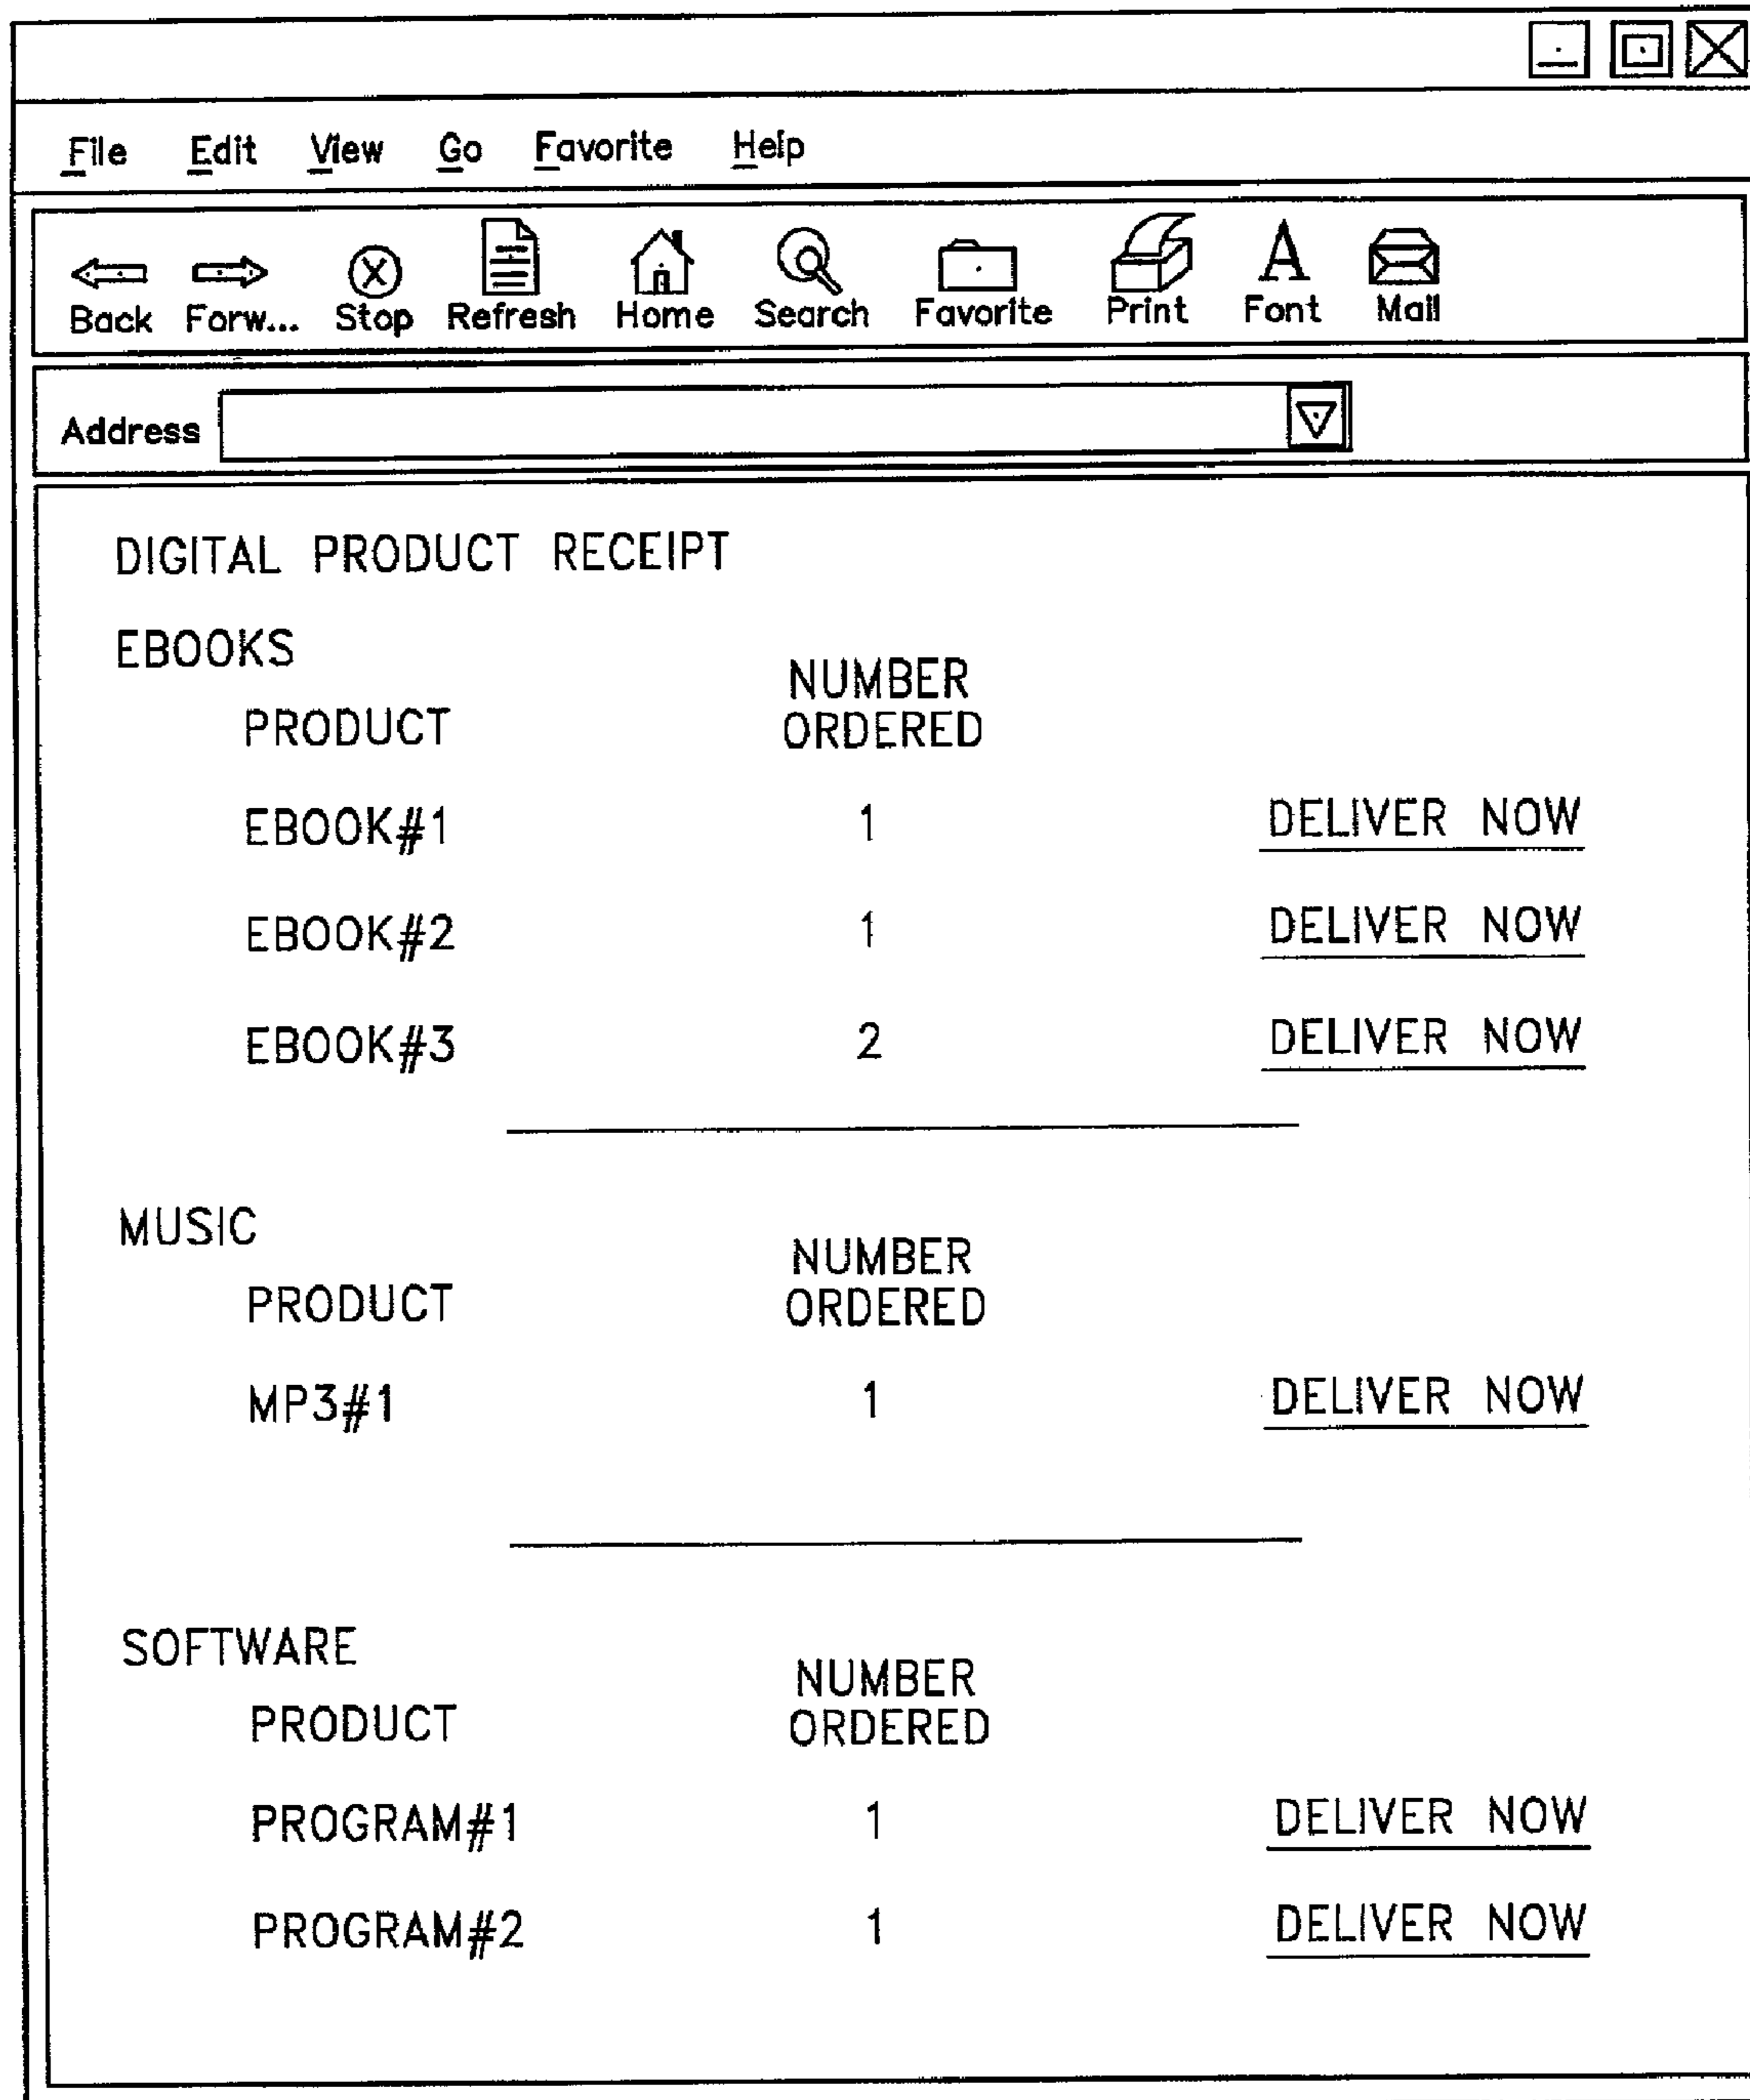 File Edit View Go Favorite Help
Back Forw... Stop Refresh Home Search Favorite Print Font Mail
Address
DIGITAL PRODUCT RECEIPT
EBOOKS
NUMBER
PRODUCT ORDERED
EBOOK#1 1 DELIVER NOW
EBOOK#2 1 DELIVER NOW
EBOOK#3 2 DELIVER NOW
MUSIC
NUMBER
PRODUCT ORDERED
MP3#1 1 DELIVER NOW
SOFTWARE
NUMBER
PRODUCT ORDERED
PROGRAM#1 1 DELIVER NOW
PROGRAM#2 1 DELIVER NOW